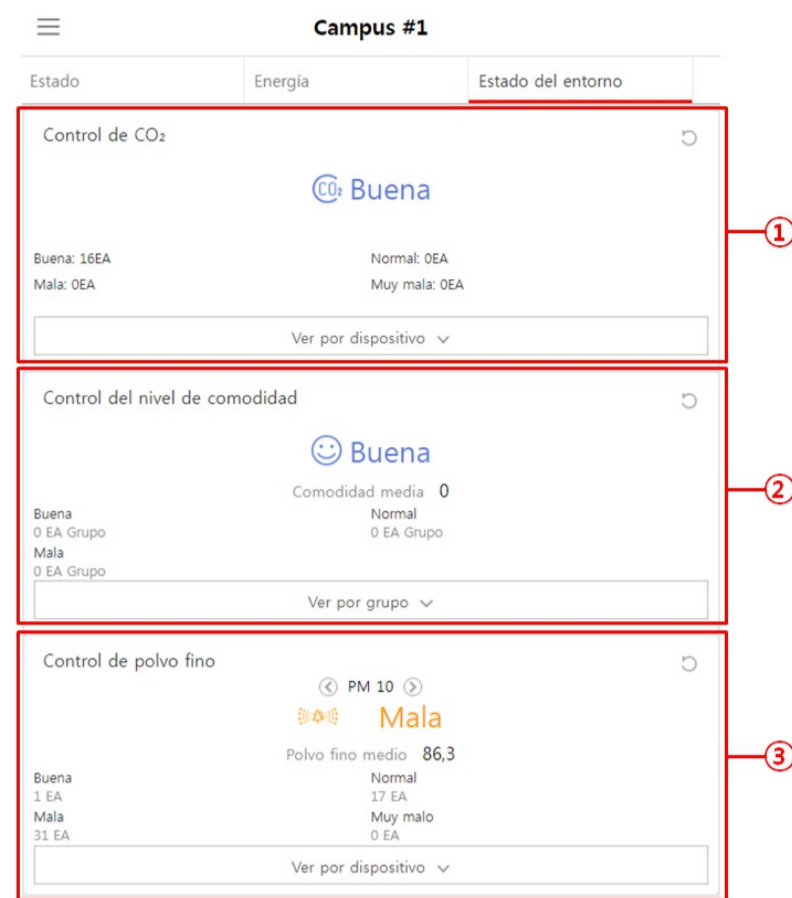 Campus #1
Estado Energía Estado del entorno
Control de CO₂
CO₂ Buena
Buena: 16EA Normal: 0EA
Mala: 0EA Muy mala: 0EA
Ver por dispositivo
①
Control del nivel de comodidad
Buena
Comodidad media 0
Buena Normal
0 EA Grupo 0 EA Grupo
Mala
0 EA Grupo
Ver por grupo
②
Control de polvo fino
PM 10
Mala
Polvo fino medio 86,3
Buena Normal
1 EA 17 EA
Mala Muy malo
31 EA 0 EA
Ver por dispositivo
③